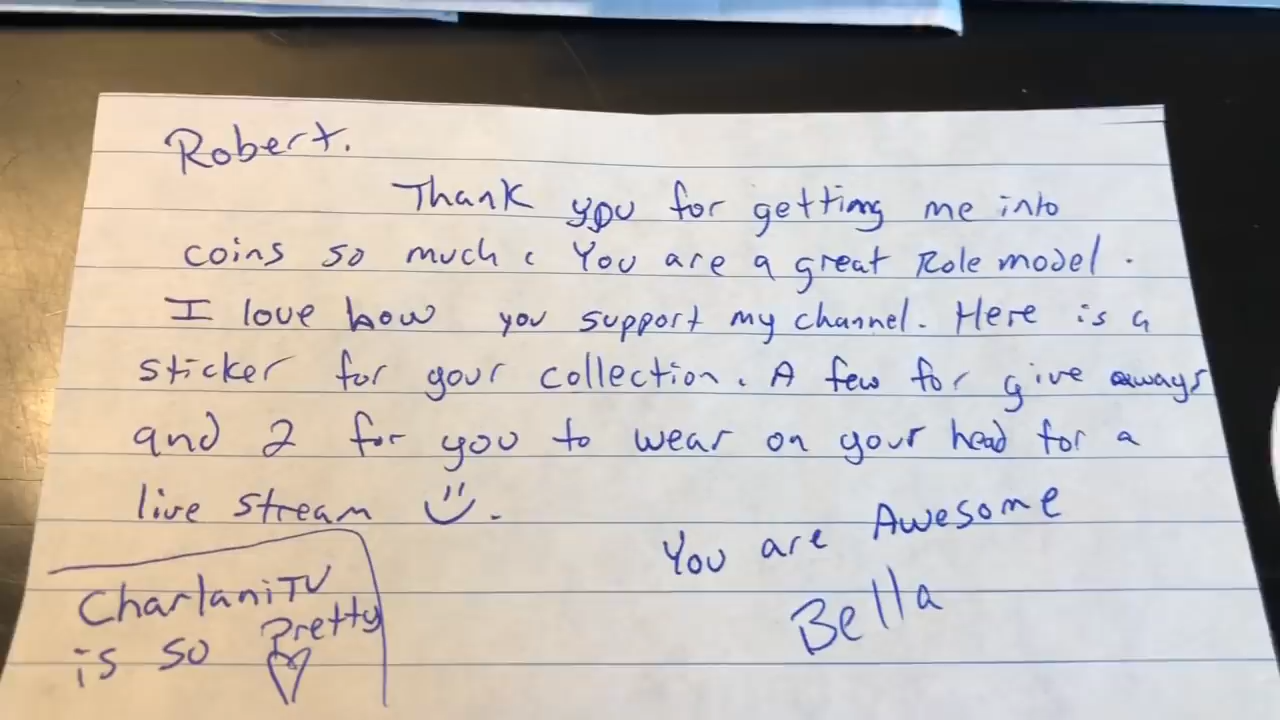 Robert.
Thank you for getting me into
coins so much. You are a great Role model.
I love how you support my channel. Here is a
sticker for your collection. A few for give aways
and 2 for you to wear on your head for a
live stream ☺.
You are Awesome
Bella
CharlaniTV
is so Pretty
♡